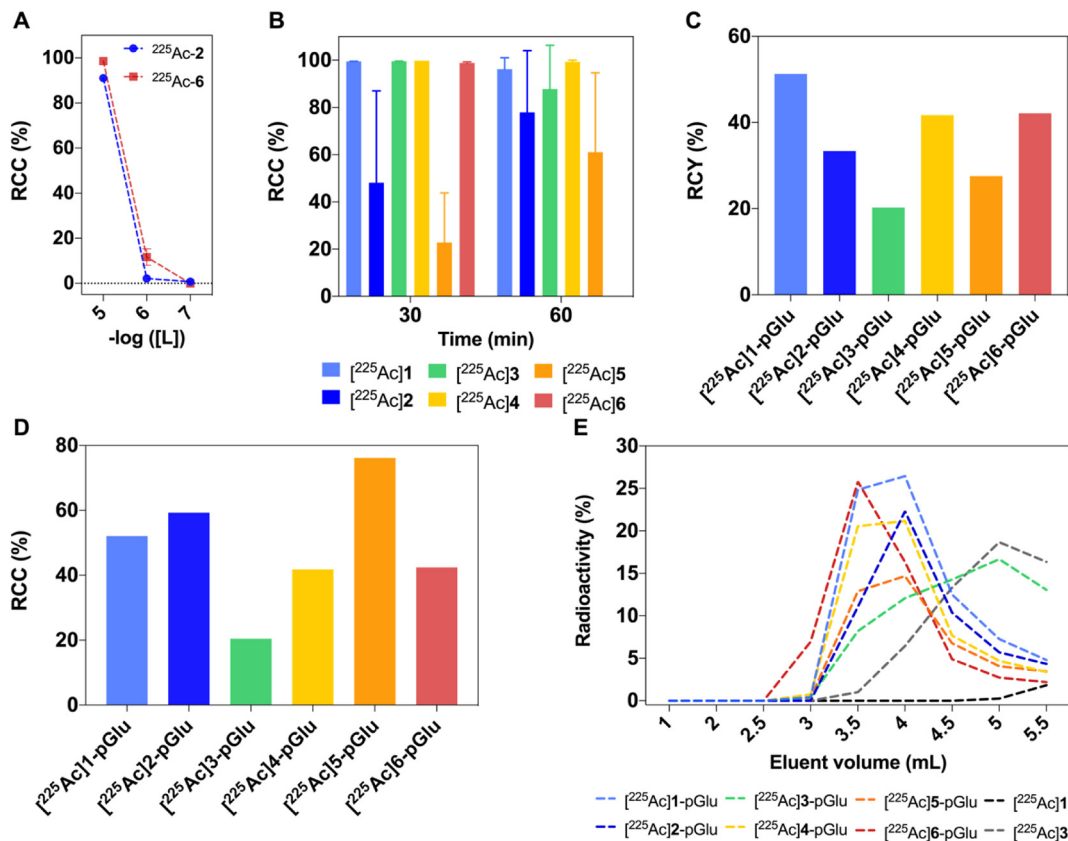 A
RCC (%)
100
80
60
40
20
0
5
6
7
-log ([L])
²²⁵Ac-2
²²⁵Ac-6
B
RCC (%)
100
80
60
40
20
0
30
60
Time (min)
[²²⁵Ac]1
[²²⁵Ac]3
[²²⁵Ac]5
[²²⁵Ac]2
[²²⁵Ac]4
[²²⁵Ac]6
C
RCY (%)
60
40
20
0
[²²⁵Ac]1-pGlu
[²²⁵Ac]2-pGlu
[²²⁵Ac]3-pGlu
[²²⁵Ac]4-pGlu
[²²⁵Ac]5-pGlu
[²²⁵Ac]6-pGlu
D
RCC (%)
80
60
40
20
0
[²²⁵Ac]1-pGlu
[²²⁵Ac]2-pGlu
[²²⁵Ac]3-pGlu
[²²⁵Ac]4-pGlu
[²²⁵Ac]5-pGlu
[²²⁵Ac]6-pGlu
E
Radioactivity (%)
30
25
20
15
10
5
0
1
2
2.5
3
3.5
4
4.5
5
5.5
Eluent volume (mL)
[²²⁵Ac]1-pGlu
[²²⁵Ac]3-pGlu
[²²⁵Ac]5-pGlu
[²²⁵Ac]1
[²²⁵Ac]2-pGlu
[²²⁵Ac]4-pGlu
[²²⁵Ac]6-pGlu
[²²⁵Ac]3